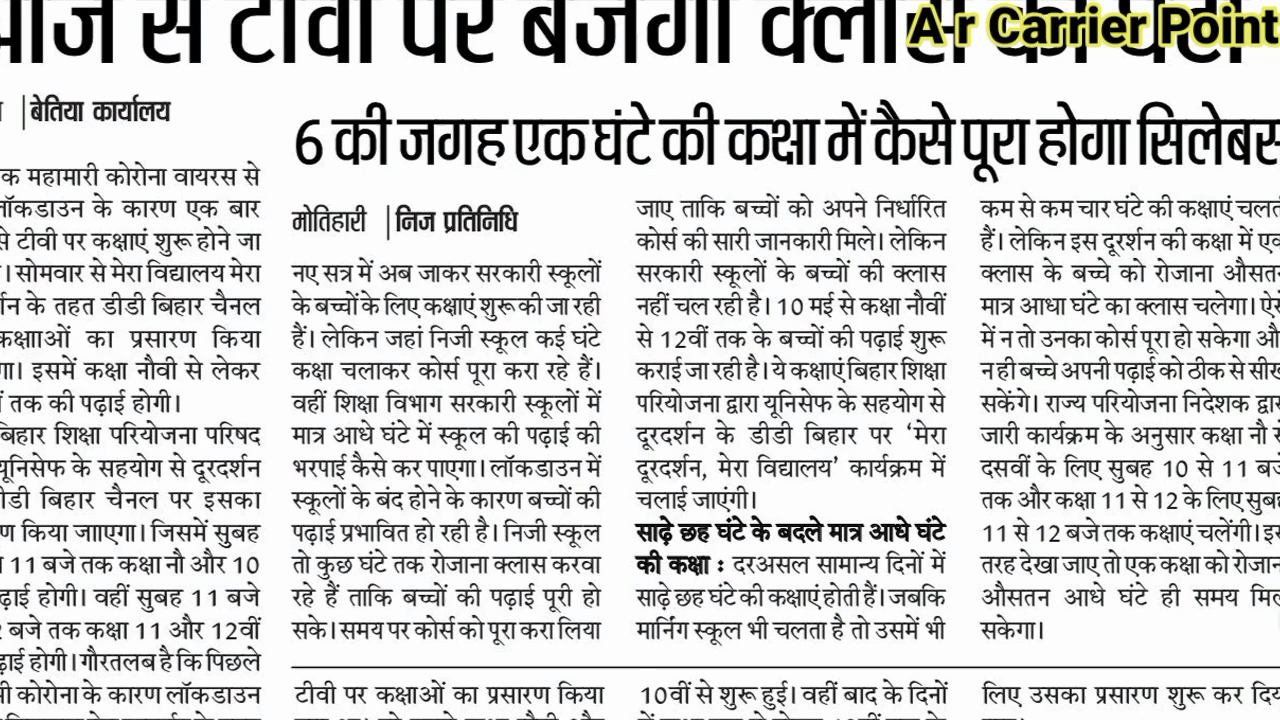 आज से टीवी पर बजेगी क्लास की घंटी
A r Carrier Point
बेतिया कार्यालय
क महामारी कोरोना वायरस से
लॉकडाउन के कारण एक बार
से टीवी पर कक्षाएं शुरू होने जा
। सोमवार से मेरा विद्यालय मेरा
र्शन के तहत डीडी बिहार चैनल
कक्षााओं का प्रसारण किया
गा। इसमें कक्षा नौवी से लेकर
ं तक की पढ़ाई होगी।
बिहार शिक्षा परियोजना परिषद
यूनिसेफ के सहयोग से दूरदर्शन
डीडी बिहार चैनल पर इसका
ण किया जााएगा। जिसमें सुबह
11 बजे तक कक्षा नौ और 10
ढ़ाई होगी। वहीं सुबह 11 बजे
बजे तक कक्षा 11 और 12वीं
ढ़ाई होगी। गौरतलब है कि पिछले
भी कोरोना के कारण लॉकडाउन
6 की जगह एक घंटे की कक्षा में कैसे पूरा होगा सिलेबस
मोतिहारी | निज प्रतिनिधि
नए सत्र में अब जाकर सरकारी स्कूलों
के बच्चों के लिए कक्षाएं शुरू की जा रही
हैं। लेकिन जहां निजी स्कूल कई घंटे
कक्षा चलाकर कोर्स पूरा करा रहे हैं।
वहीं शिक्षा विभाग सरकारी स्कूलों में
मात्र आधे घंटे में स्कूल की पढ़ाई की
भरपाई कैसे कर पाएगा। लॉकडाउन में
स्कूलों के बंद होने के कारण बच्चों की
पढ़ाई प्रभावित हो रही है। निजी स्कूल
तो कुछ घंटे तक रोजाना क्लास करवा
रहे हैं ताकि बच्चों की पढ़ाई पूरी हो
सके। समय पर कोर्स को पूरा करा लिया
जाए ताकि बच्चों को अपने निर्धारित
कोर्स की सारी जानकारी मिले। लेकिन
सरकारी स्कूलों के बच्चों की क्लास
नहीं चल रही है। 10 मई से कक्षा नौवीं
से 12वीं तक के बच्चों की पढ़ाई शुरू
कराई जा रही है। ये कक्षाएं बिहार शिक्षा
परियोजना द्वारा यूनिसेफ के सहयोग से
दूरदर्शन के डीडी बिहार पर ‘मेरा
दूरदर्शन, मेरा विद्यालय’ कार्यक्रम में
चलाई जाएंगी।
साढ़े छह घंटे के बदले मात्र आधे घंटे
की कक्षा : दरअसल सामान्य दिनों में
साढ़े छह घंटे की कक्षाएं होती हैं। जबकि
मार्निंग स्कूल भी चलता है तो उसमें भी
कम से कम चार घंटे की कक्षाएं चलती
हैं। लेकिन इस दूरर्शन की कक्षा में एक
क्लास के बच्चे को रोजाना औसतन
मात्र आधा घंटे का क्लास चलेगा। ऐसे
में न तो उनका कोर्स पूरा हो सकेगा और
न ही बच्चे अपनी पढ़ाई को ठीक से सीख
सकेंगे। राज्य परियोजना निदेशक द्वारा
जारी कार्यक्रम के अनुसार कक्षा नौ से
दसवीं के लिए सुबह 10 से 11 बजे
तक और कक्षा 11 से 12 के लिए सुबह
11 से 12 बजे तक कक्षाएं चलेंगी। इस
तरह देखा जाए तो एक कक्षा को रोजाना
औसतन आधे घंटे ही समय मिल
सकेगा।
टीवी पर कक्षाओं का प्रसारण किया
10वीं से शुरू हुई। वहीं बाद के दिनों
लिए उसका प्रसारण शुरू कर दिया